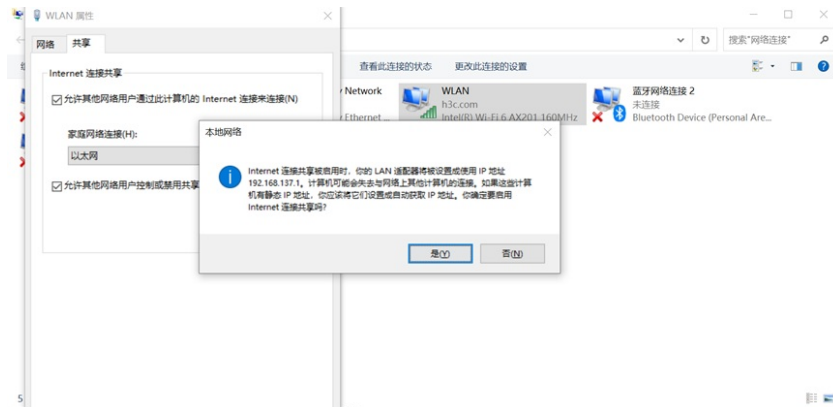 WLAN 属性
网络
共享
搜索"网络连接"
查看此连接的状态
更改此连接的设置
Internet 连接共享
允许其他网络用户通过此计算机的 Internet 连接来连接(N)
家庭网络连接(H):
以太网
允许其他网络用户控制或禁用共享
Network
Ethernet ...
WLAN
h3c.com
Intel(R) Wi-Fi 6 AX201 160MHz
蓝牙网络连接 2
未连接
Bluetooth Device (Personal Are...
本地网络
Internet 连接共享被启用时，你的 LAN 适配器将被设置成使用 IP 地址
192.168.137.1。计算机可能会失去与网络上其他计算机的连接。如果这些计算
机有静态 IP 地址，你应该将它们设置成自动获取 IP 地址。你确定要启用
Internet 连接共享吗?
是(Y)
否(N)
5